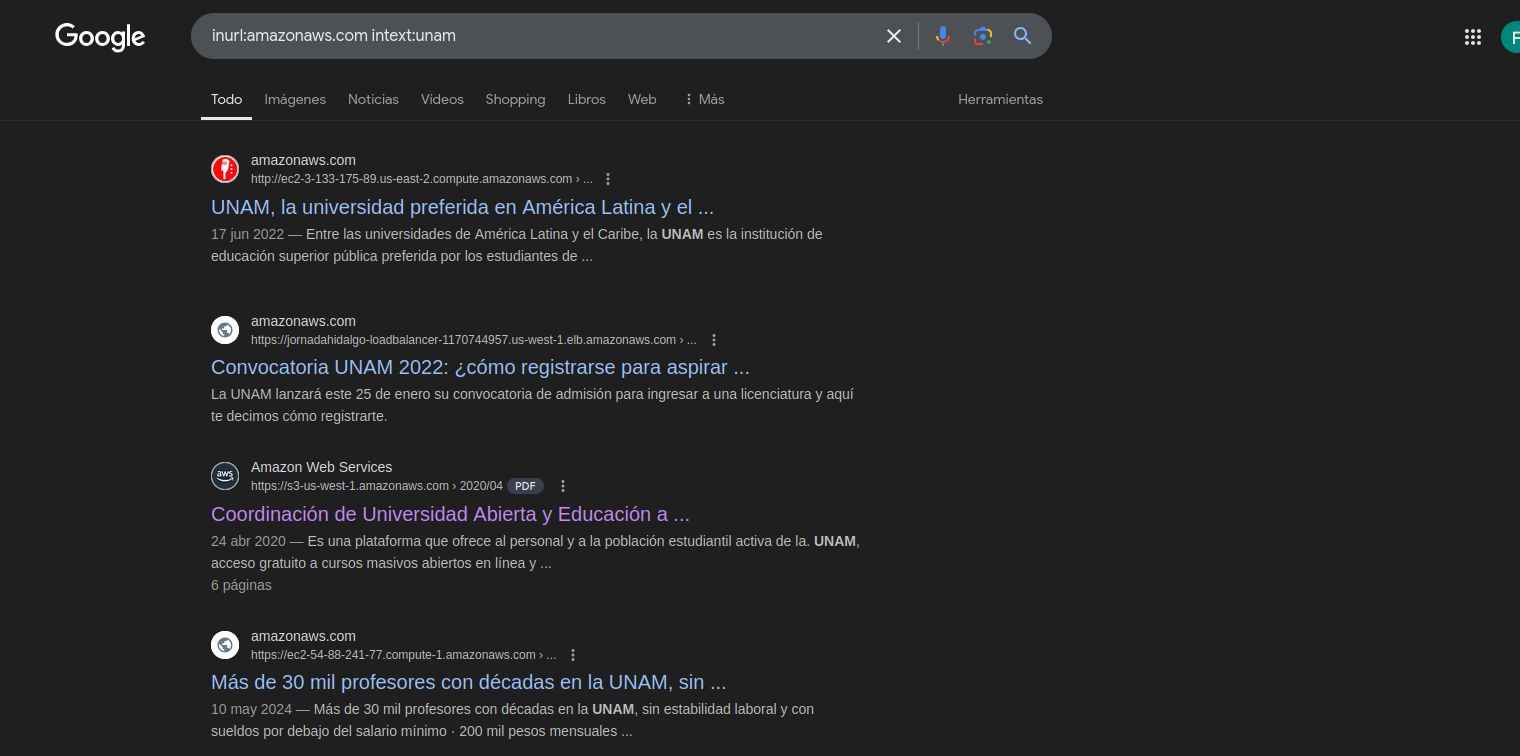 Google
inurl:amazonaws.com intext:unam
F
Todo Imágenes Noticias Vídeos Shopping Libros Web Más Herramientas
amazonaws.com
http://ec2-3-133-175-89.us-east-2.compute.amazonaws.com › ...
UNAM, la universidad preferida en América Latina y el ...
17 jun 2022 — Entre las universidades de América Latina y el Caribe, la UNAM es la institución de
educación superior pública preferida por los estudiantes de ...
amazonaws.com
https://jornadahidalgo-loadbalancer-1170744957.us-west-1.elb.amazonaws.com › ...
Convocatoria UNAM 2022: ¿cómo registrarse para aspirar ...
La UNAM lanzará este 25 de enero su convocatoria de admisión para ingresar a una licenciatura y aquí
te decimos cómo registrarte.
aws
Amazon Web Services
https://s3-us-west-1.amazonaws.com › 2020/04 PDF
Coordinación de Universidad Abierta y Educación a ...
24 abr 2020 — Es una plataforma que ofrece al personal y a la población estudiantil activa de la. UNAM,
acceso gratuito a cursos masivos abiertos en línea y ...
6 páginas
amazonaws.com
https://ec2-54-88-241-77.compute-1.amazonaws.com › ...
Más de 30 mil profesores con décadas en la UNAM, sin ...
10 may 2024 — Más de 30 mil profesores con décadas en la UNAM, sin estabilidad laboral y con
sueldos por debajo del salario mínimo · 200 mil pesos mensuales ...